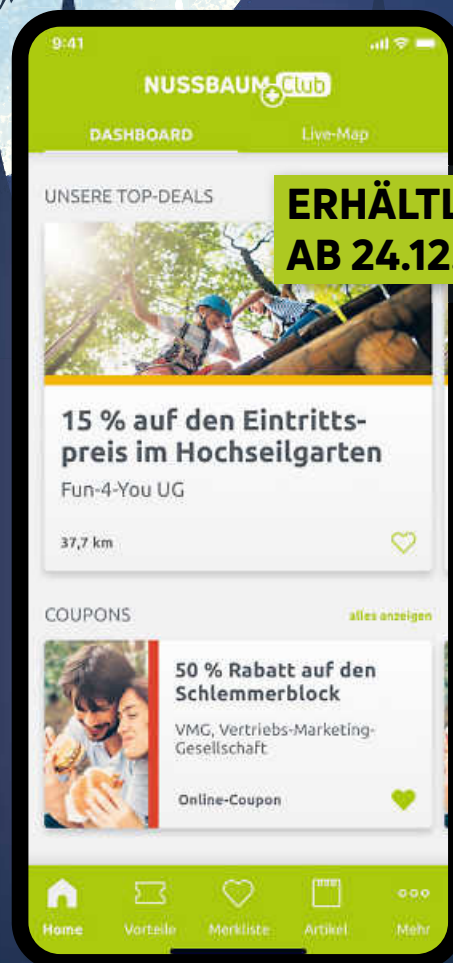 9:41
NUSSBAUM Club
DASHBOARD Live-Map
UNSERE TOP-DEALS
ERHÄLTL
AB 24.12.
15 % auf den Eintritts-
preis im Hochseilgarten
Fun-4-You UG
37,7 km
COUPONS alles anzeigen
50 % Rabatt auf den
Schlemmerblock
VMG, Vertriebs-Marketing-
Gesellschaft
Online-Coupon
Home Vorteile Merkliste Artikel Mehr